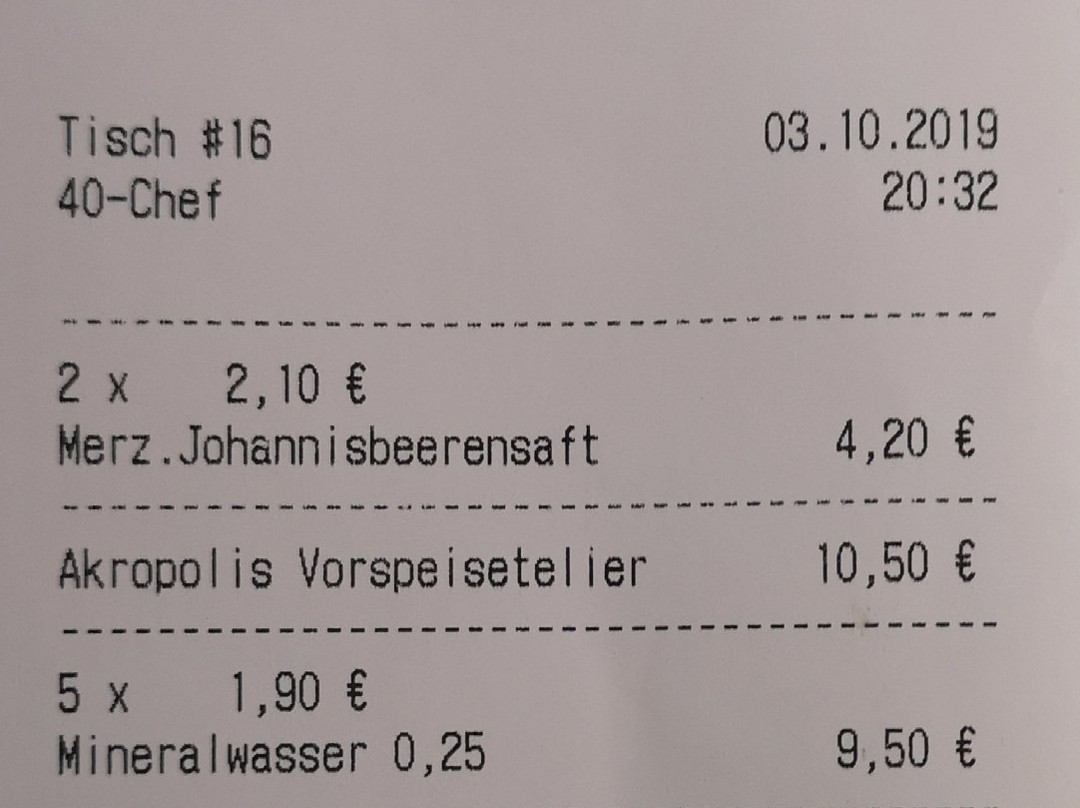 Tisch #16 03.10.2019
40-Chef 20:32
2 x 2,10 €
Merz.Johannisbeerensaft 4,20 €
Akropolis Vorspeisetelier 10,50 €
5 x 1,90 €
Mineralwasser 0,25 9,50 €